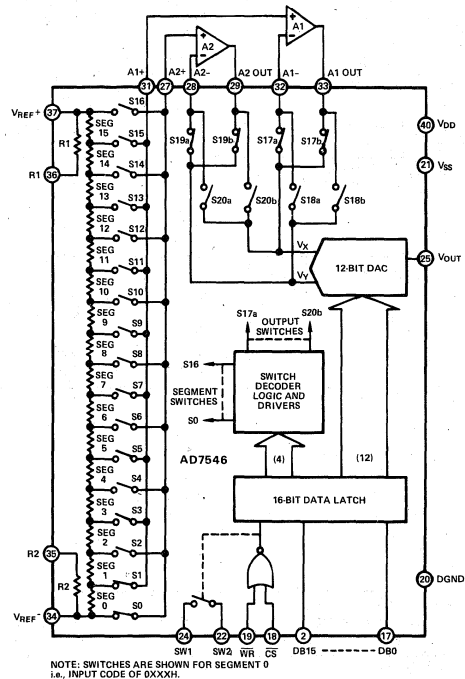 A1
A2
A1+
A2+
A2–
A2 OUT
A1–
A1 OUT
31
27
28
29
32
33
VREF+
37
R1
R1
36
SEG
15
SEG
14
SEG
13
SEG
12
SEG
11
SEG
10
SEG
9
SEG
8
SEG
7
SEG
6
SEG
5
SEG
4
SEG
3
SEG
2
SEG
1
SEG
0
S16
S15
S14
S13
S12
S11
S10
S9
S8
S7
S6
S5
S4
S3
S2
S1
S0
S19a
S19b
S17a
S17b
S20a
S20b
S18a
S18b
40
VDD
21
VSS
VX
VY
12-BIT DAC
25
VOUT
S17a
OUTPUT
SWITCHES
S20b
S16
SEGMENT
SWITCHES
S0
SWITCH
DECODER
LOGIC AND
DRIVERS
AD7546
(4)
(12)
16-BIT DATA LATCH
R2
35
R2
VREF-
34
20
DGND
24
22
19
18
2
17
SW1
SW2
WR
CS
DB15
DB0
NOTE: SWITCHES ARE SHOWN FOR SEGMENT 0
i.e., INPUT CODE OF 0XXXH.